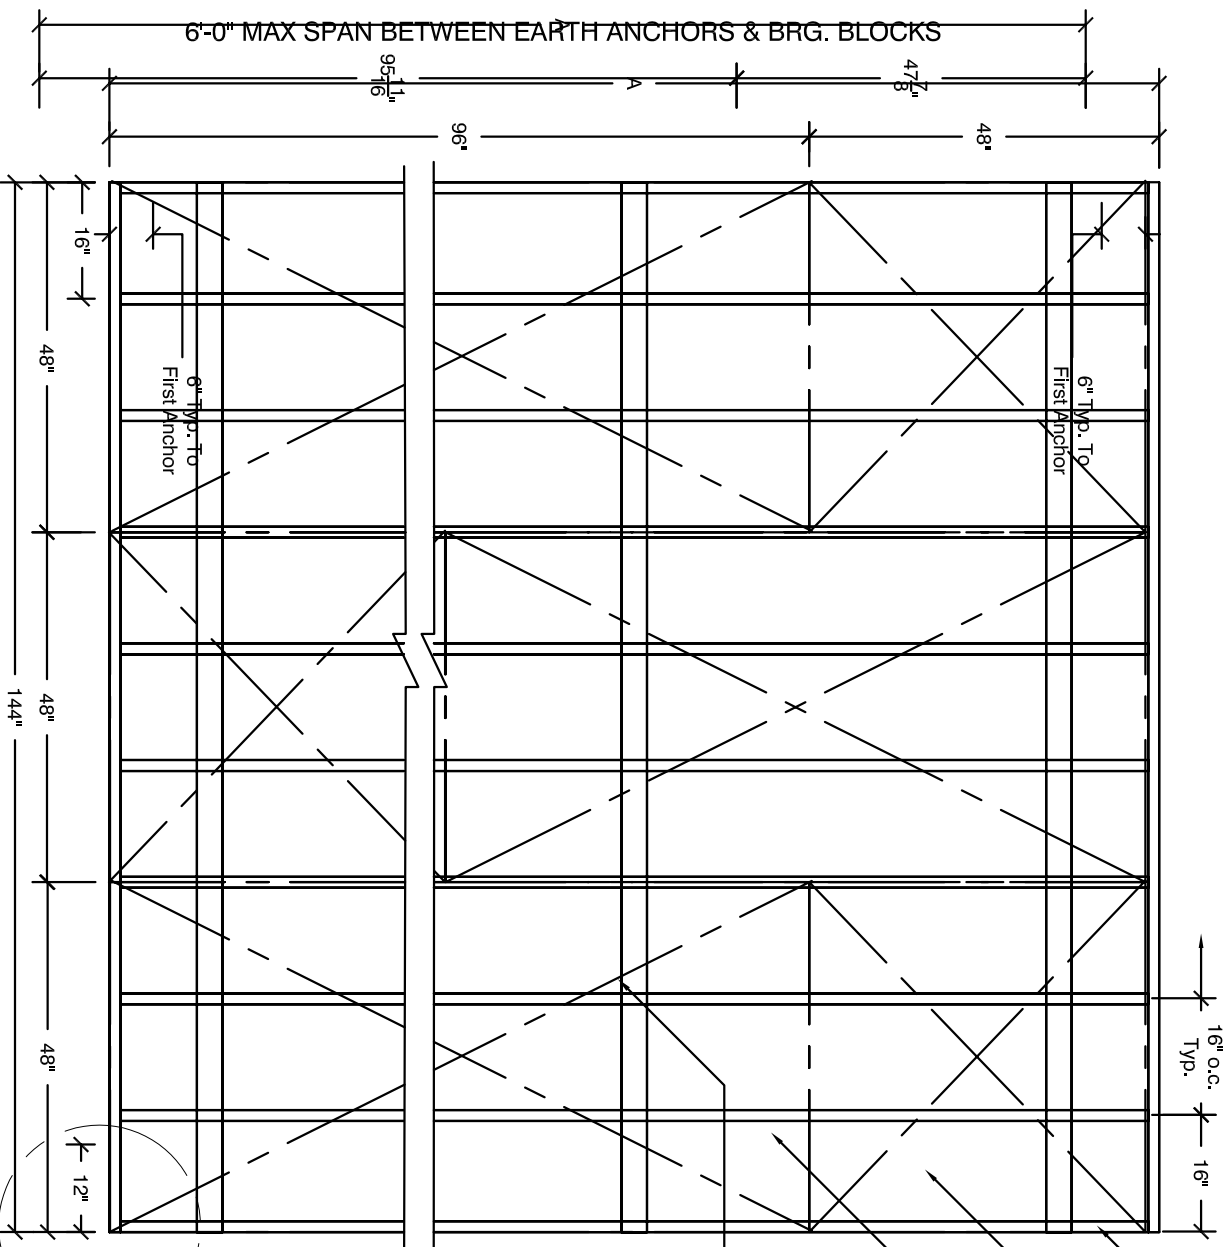 6'-0" MAX SPAN BETWEEN EARTH ANCHORS & BRG. BLOCKS
A
95 11/16"
A
47 7/8"
96"
48"
16"
6" Typ. To
First Anchor
6" Typ. To
First Anchor
48"
48"
144"
48"
12"
16" o.c.
Typ.
16"